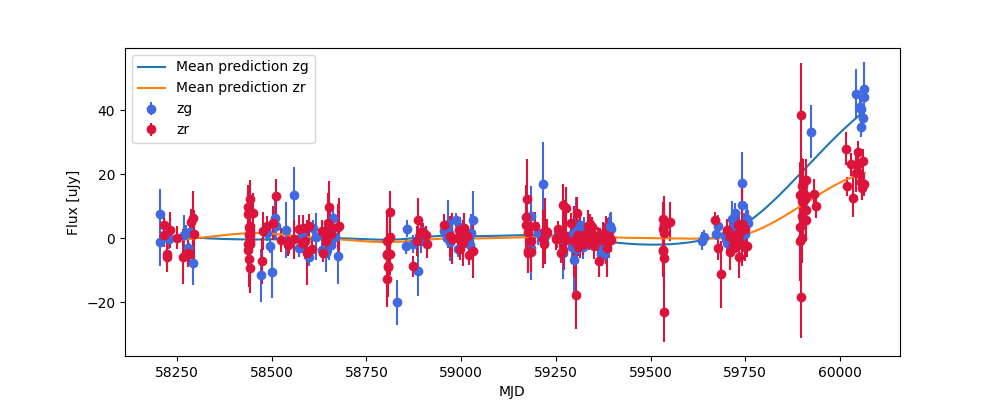 Mean prediction zg
Mean prediction zr
zg
zr
Flux [uJy]
40
20
0
−20
58250 58500 58750 59000 59250 59500 59750 60000
MJD